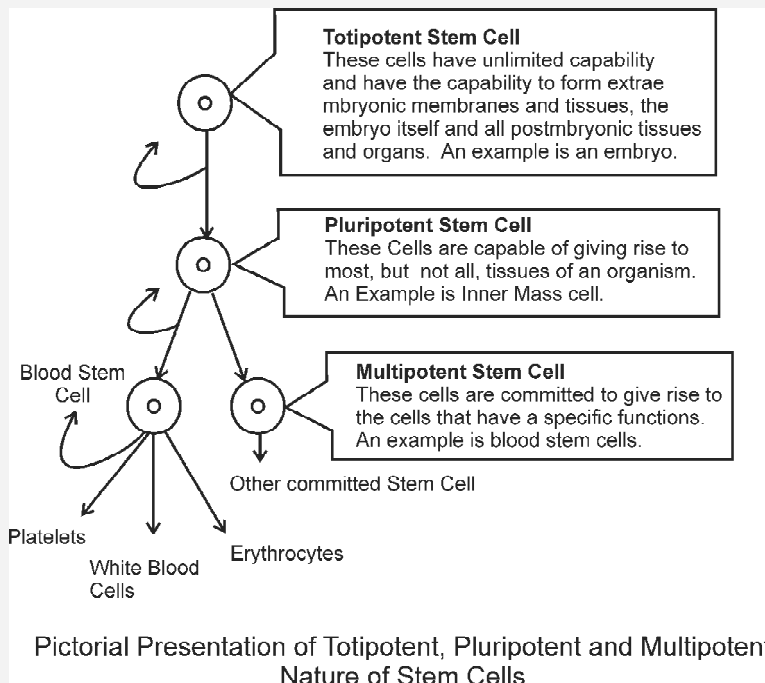 Totipotent Stem Cell
These cells have unlimited capability
and have the capability to form extrae
mbryonic membranes and tissues, the
embryo itself and all postmbryonic tissues
and organs. An example is an embryo.
Pluripotent Stem Cell
These Cells are capable of giving rise to
most, but not all, tissues of an organism.
An Example is Inner Mass cell.
Blood Stem
Cell
Multipotent Stem Cell
These cells are committed to give rise to
the cells that have a specific functions.
An example is blood stem cells.
Other committed Stem Cell
Platelets
White Blood
Cells
Erythrocytes
Pictorial Presentation of Totipotent, Pluripotent and Multipotent
Nature of Stem Cells